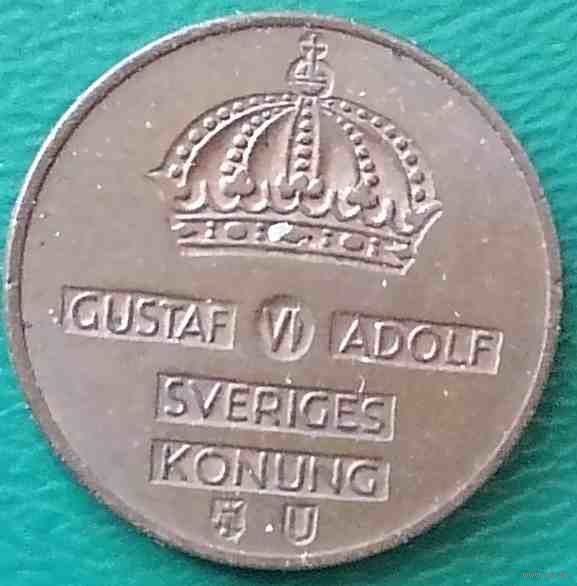 GUSTAF VI ADOLF
SVERIGES
KONUNG
U